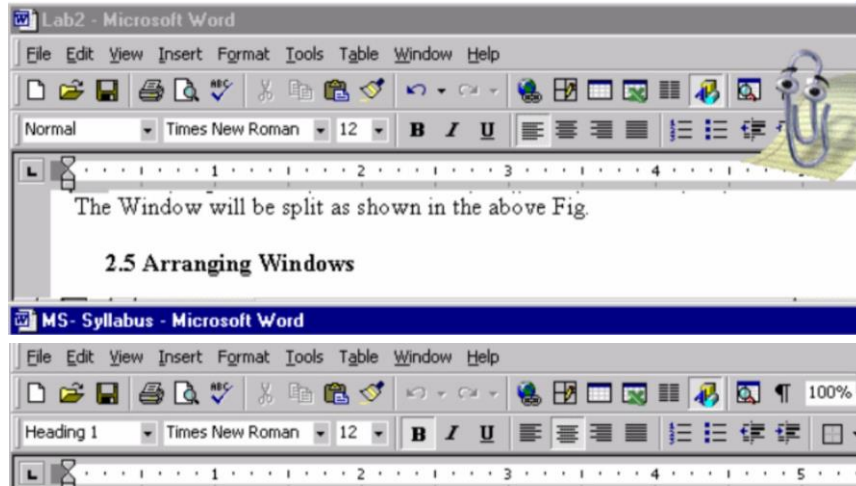 Lab2 - Microsoft Word
File Edit View Insert Format Tools Table Window Help
ABC
Normal Times New Roman 12 B I U
1 2 3 4
The Window will be split as shown in the above Fig.
2.5 Arranging Windows
MS- Syllabus - Microsoft Word
File Edit View Insert Format Tools Table Window Help
ABC ¶ 100%
Heading 1 Times New Roman 12 B I U
1 2 3 4 5